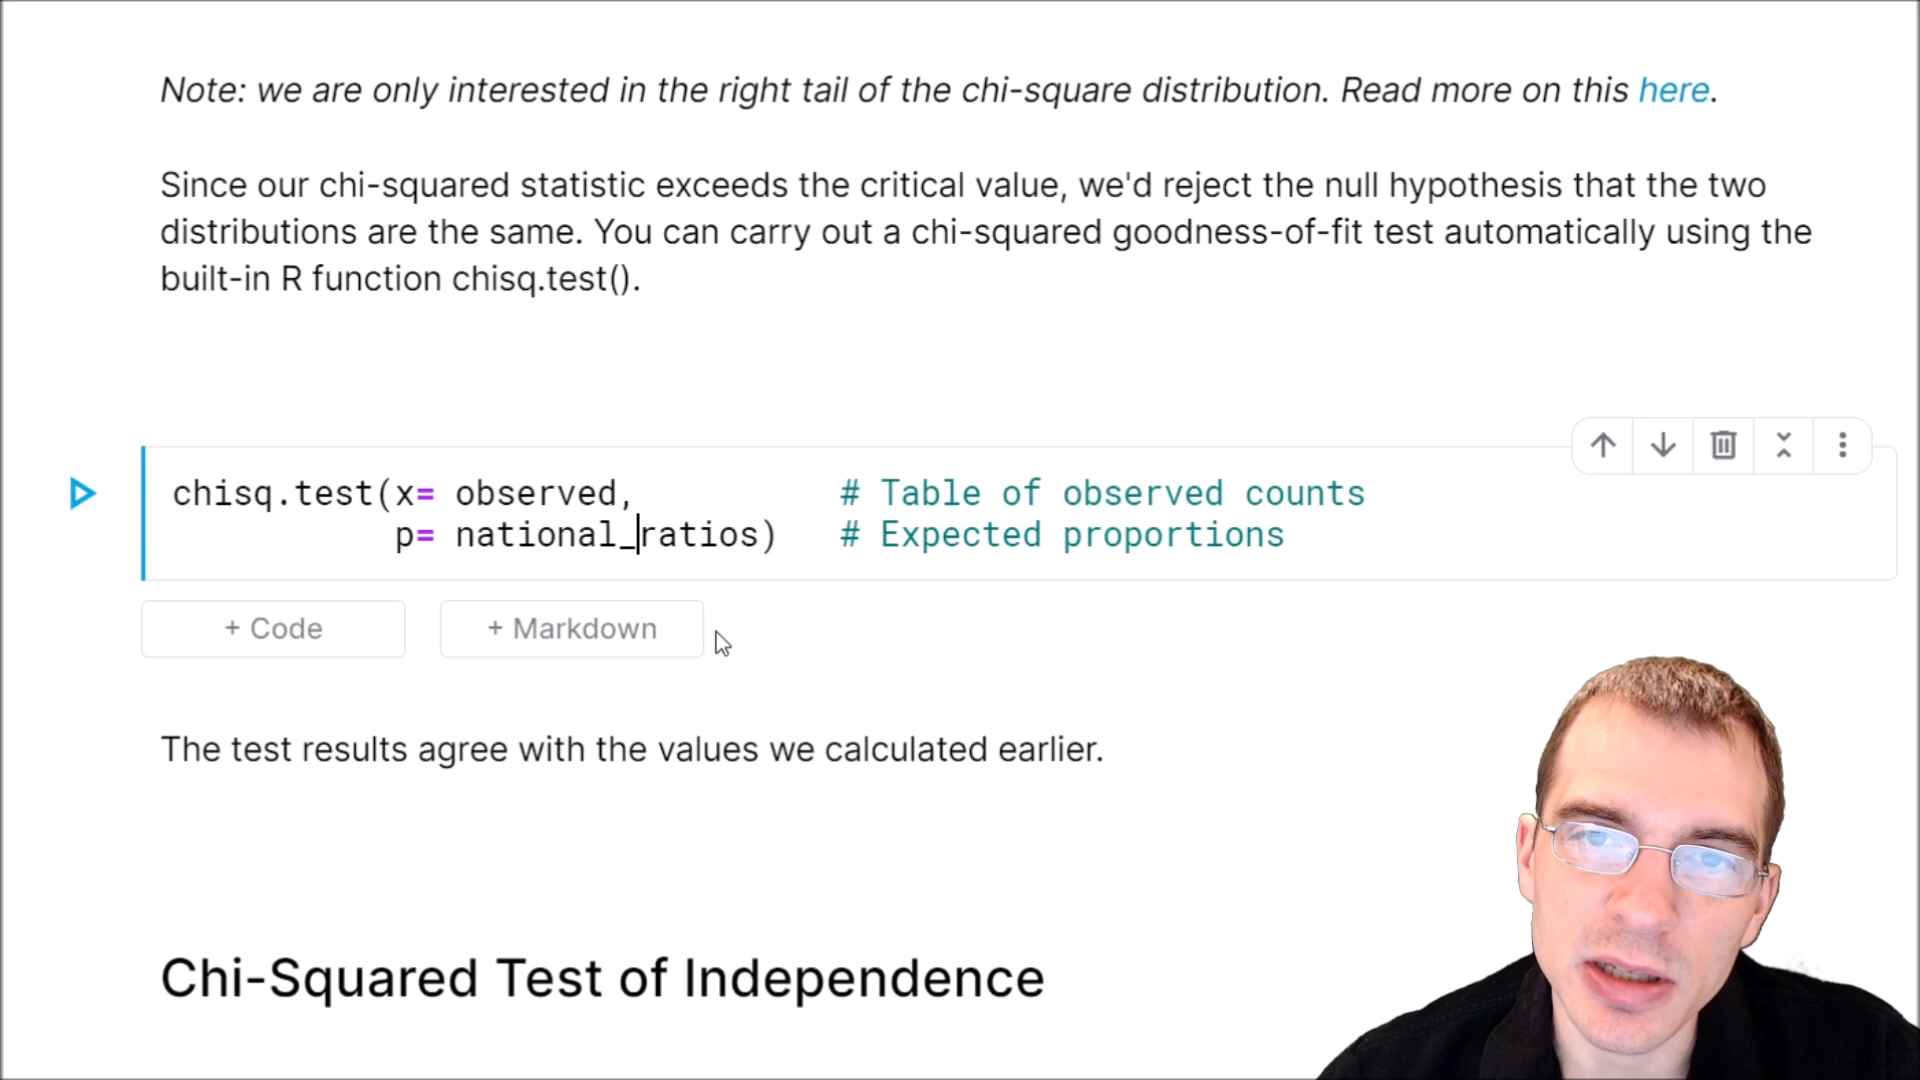 Note: we are only interested in the right tail of the chi-square distribution. Read more on this here.
Since our chi-squared statistic exceeds the critical value, we'd reject the null hypothesis that the two
distributions are the same. You can carry out a chi-squared goodness-of-fit test automatically using the
built-in R function chisq.test().
chisq.test(x= observed, # Table of observed counts
p= national_ratios) # Expected proportions
+ Code + Markdown
The test results agree with the values we calculated earlier.
Chi-Squared Test of Independence